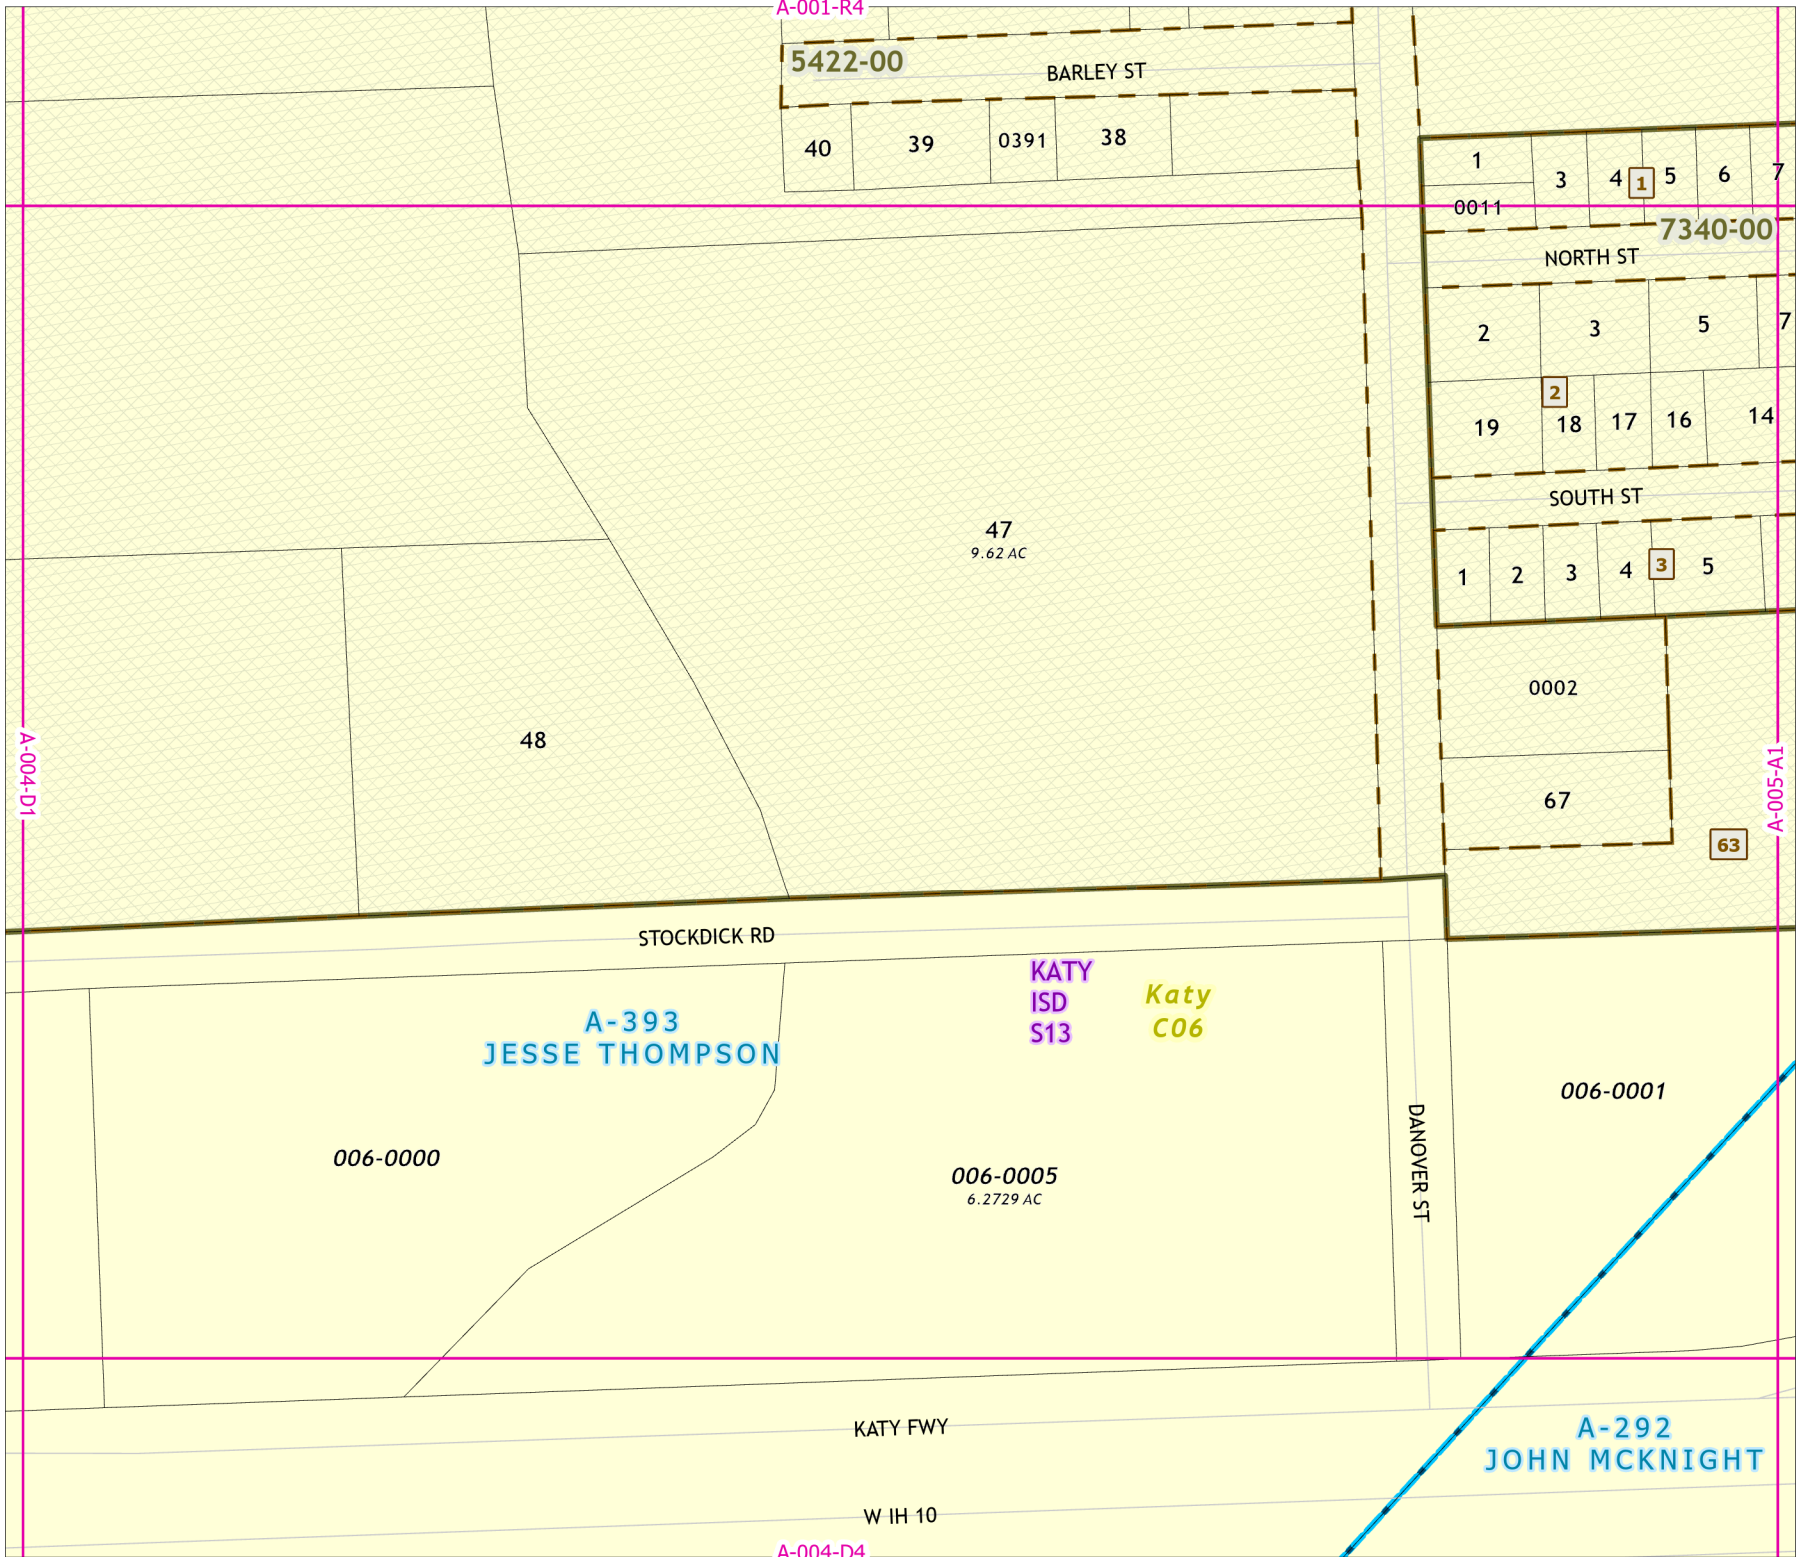 A-001-R4
5422-00
BARLEY ST
40
39
0391
38
1
3
4
1
5
6
7
0011
7340-00
NORTH ST
2
3
5
7
2
19
18
17
16
14
SOUTH ST
47
9.62 AC
1
2
3
4
3
5
0002
48
67
A-004-D1
A-005-A1
63
STOCKDICK RD
KATY
ISD
S13
Katy
C06
A-393
JESSE THOMPSON
006-0001
006-0000
006-0005
6.2729 AC
DANOVER ST
KATY FWY
A-292
JOHN MCKNIGHT
W IH 10
A-004-D4